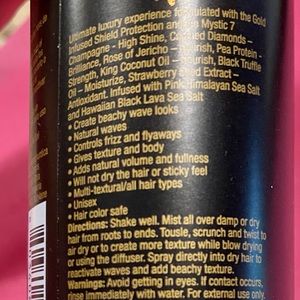 Ultimate luxury experience formulated with the Gold
Infused Shield Protection and Mystic 7
Champagne - High Shine, Crushed Diamonds -
Brilliance, Rose of Jericho - Nourish, Pea Protein -
Strength, King Coconut Oil - Nourish, Black Truffle
Oil - Moisturize, Strawberry Seed Extract -
Antioxidant. Infused with Pink Himalayan Sea Salt
and Hawaiian Black Lava Sea Salt
• Create beachy wave looks
• Natural waves
• Controls frizz and flyaways
• Gives texture and body
• Adds natural volume and fullness
• Will not dry the hair or sticky feel
• Multi-textural/all hair types
• Unisex
• Hair color safe
Directions: Shake well. Mist all over damp or dry
hair from roots to ends. Tousle, scrunch and twist to
air dry or to create more texture while blow drying
or using the diffuser. Spray directly into dry hair to
reactivate waves and add beachy texture.
Warnings: Avoid getting in eyes. If contact occurs,
rinse immediately with water. For external use